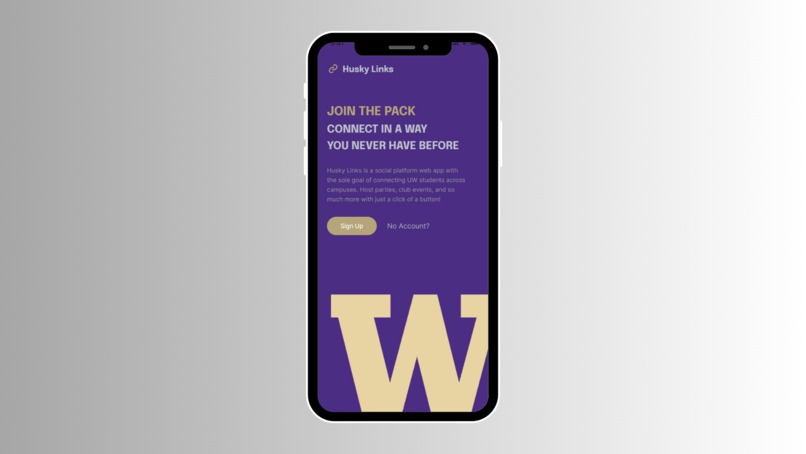 Husky Links
JOIN THE PACK
CONNECT IN A WAY
YOU NEVER HAVE BEFORE
Husky Links is a social platform web app with
the sole goal of connecting UW students across
campuses. Host parties, club events, and so
much more with just a click of a button!
Sign Up No Account?
W